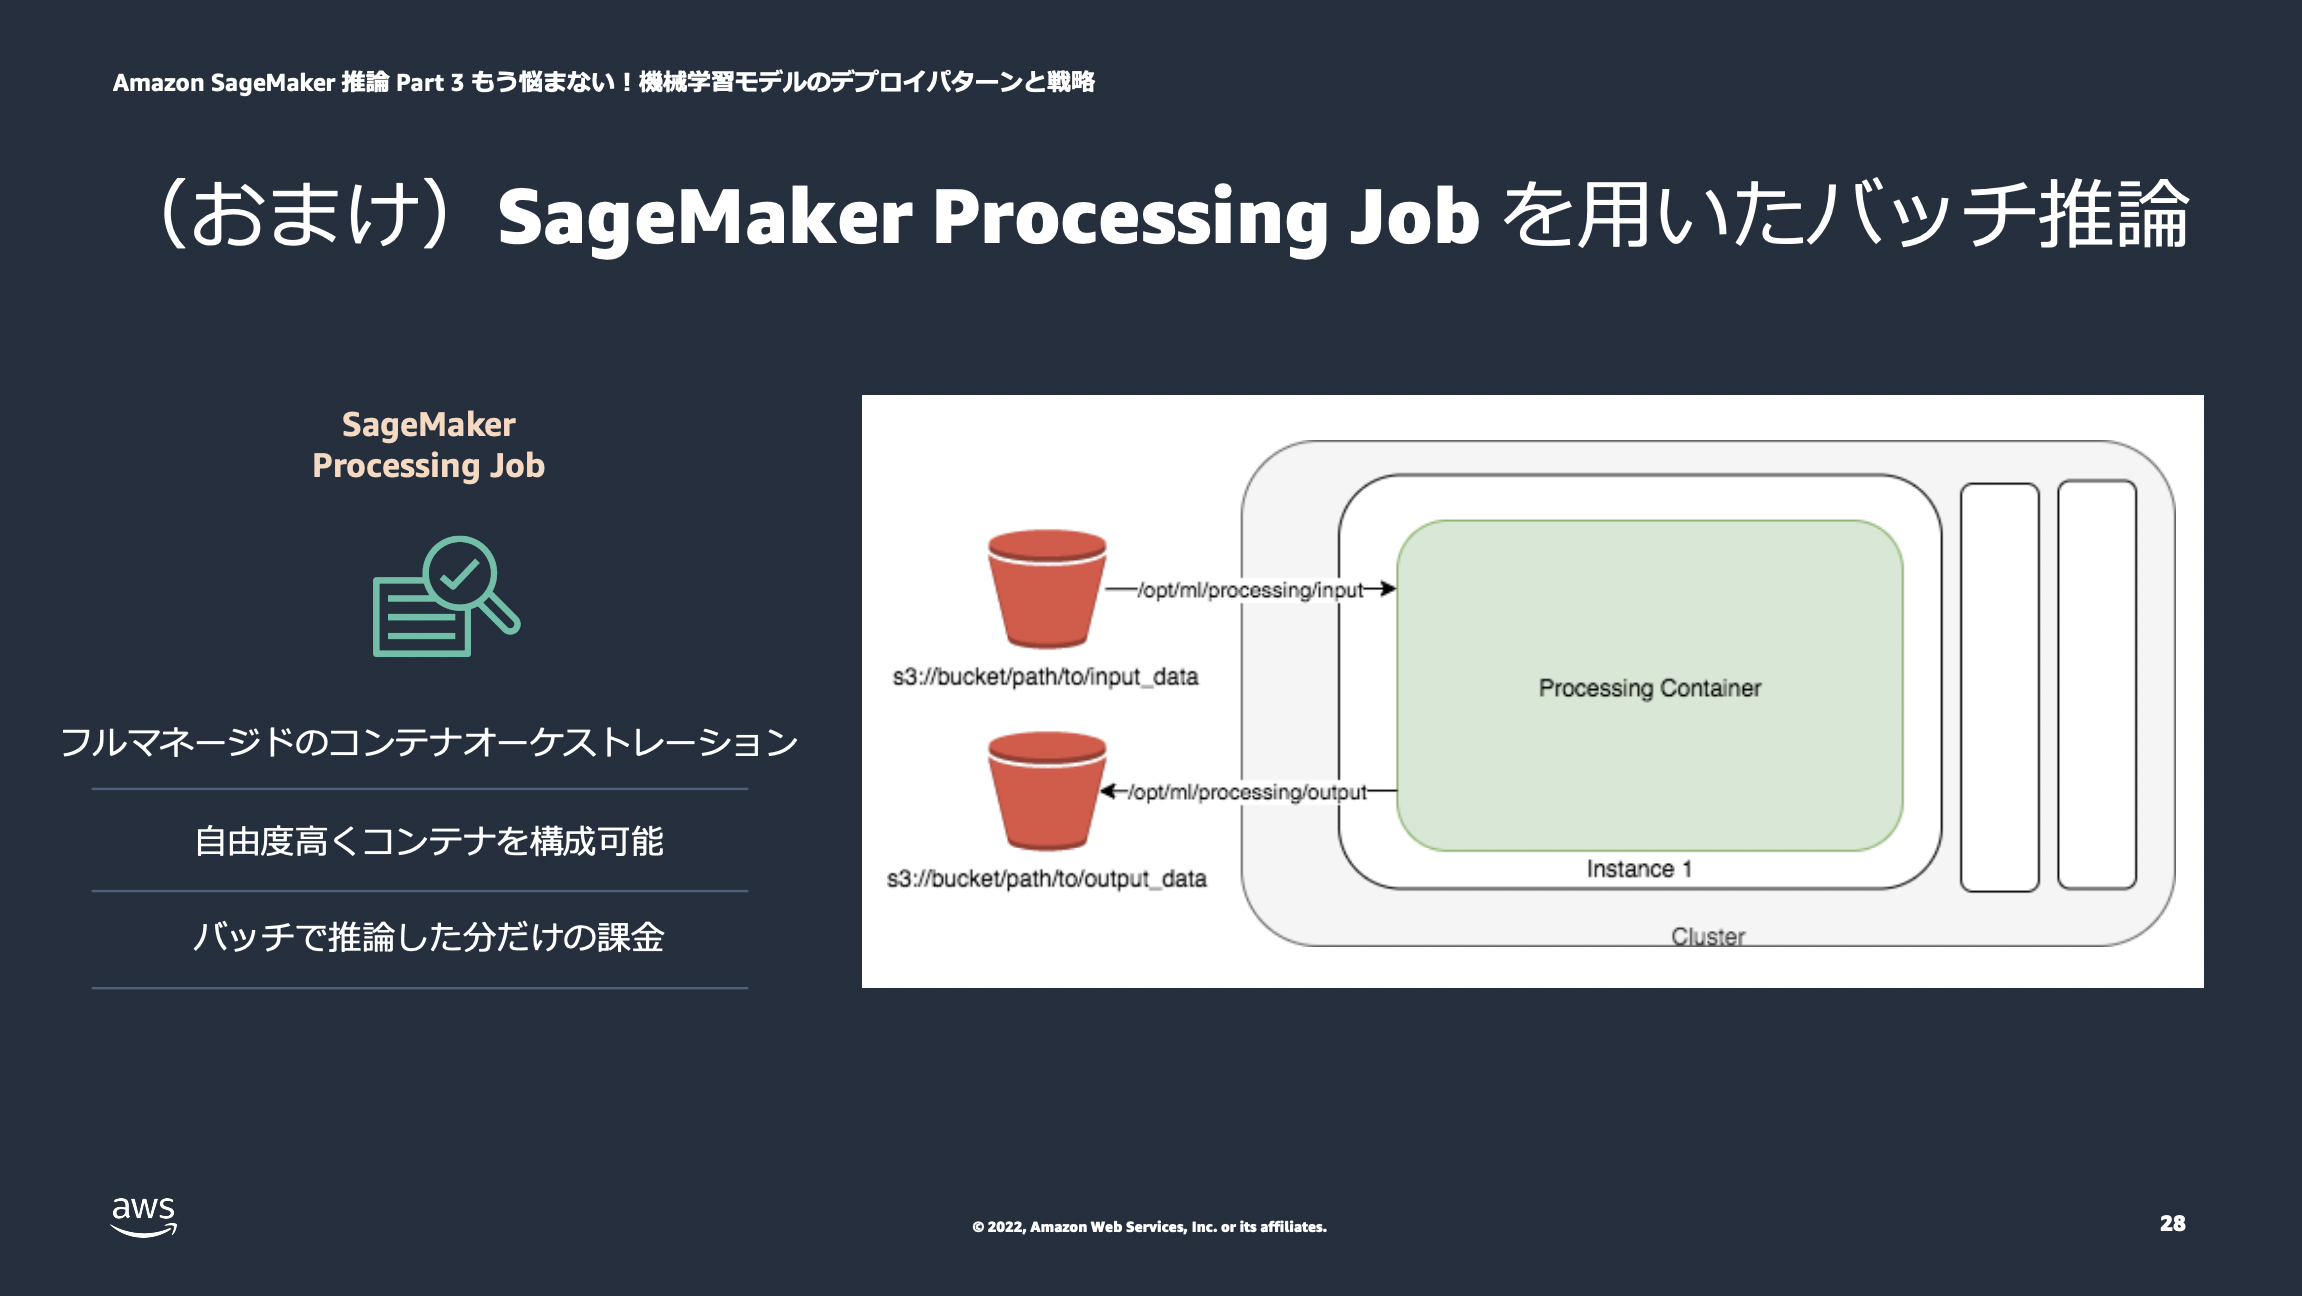 Amazon SageMaker 推論 Part 3 もう悩まない！機械学習モデルのデプロイパターンと戦略
（おまけ）SageMaker Processing Job を用いたバッチ推論
SageMaker
Processing Job
フルマネージドのコンテナオーケストレーション
自由度高くコンテナを構成可能
バッチで推論した分だけの課金
/opt/ml/processing/input
s3://bucket/path/to/input_data
Processing Container
/opt/ml/processing/output
s3://bucket/path/to/output_data
Instance 1
Cluster
aws
© 2022, Amazon Web Services, Inc. or its affiliates.
28